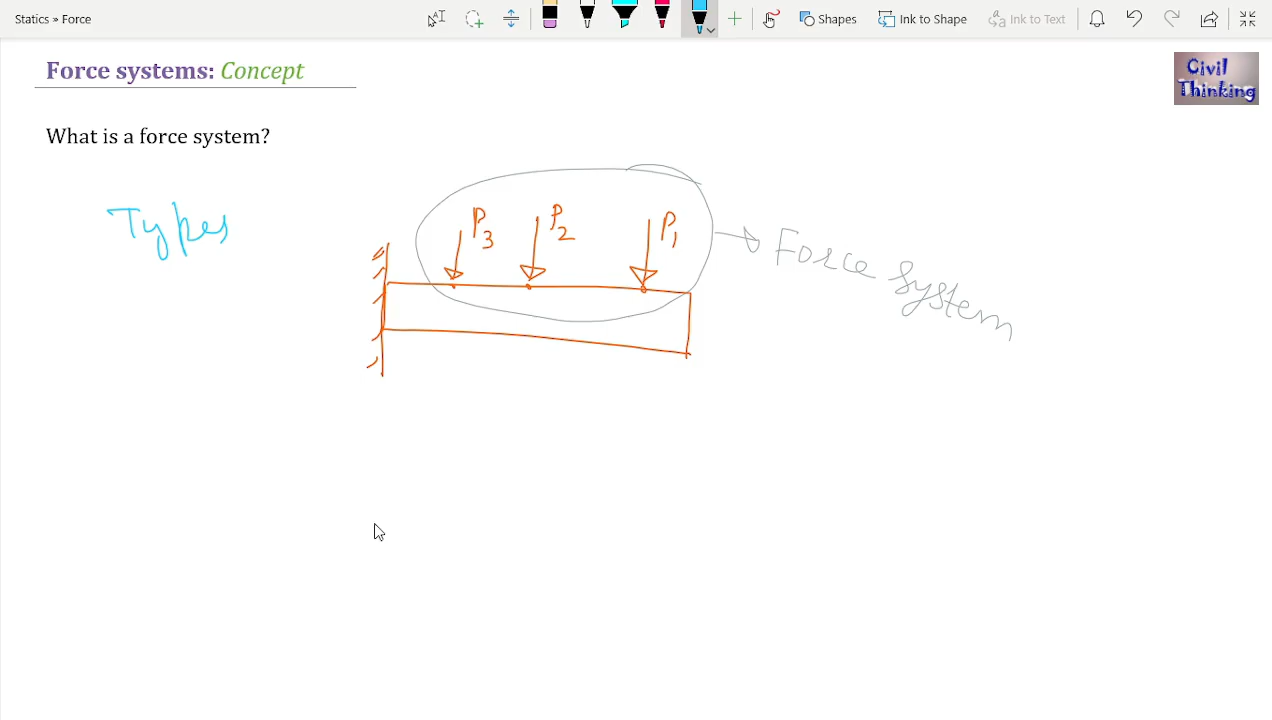 Statics » Force
Shapes
Ink to Shape
Ink to Text
Force systems: Concept
Civil
Thinking
What is a force system?
Types
P3
P2
P1
Force System